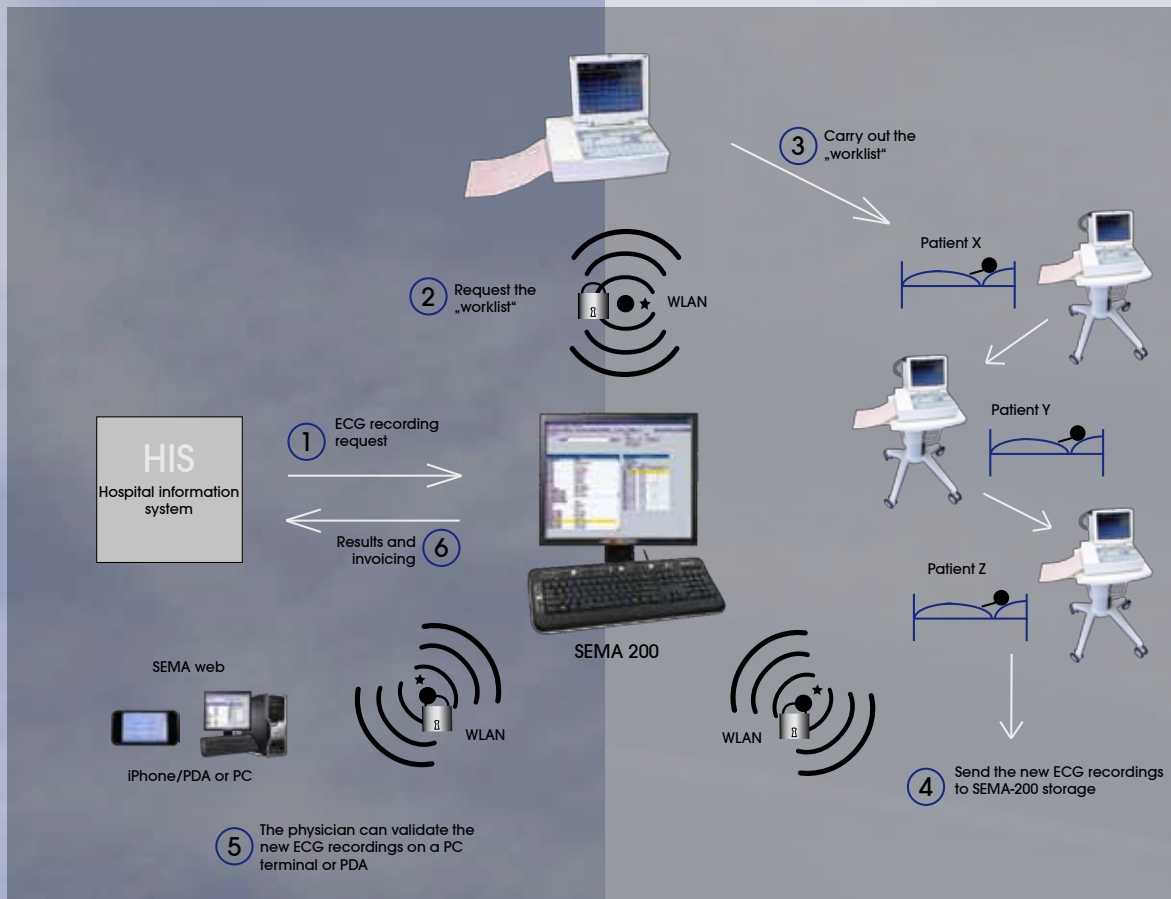 3
Carry out the
„worklist“
Patient X
2
Request the
„worklist“
WLAN
1
ECG recording
request
HIS
Hospital information
system
Patient Y
Results and
invoicing
6
Patient Z
SEMA 200
SEMA web
WLAN
WLAN
iPhone/PDA or PC
4
Send the new ECG recordings
to SEMA-200 storage
5
The physician can validate the
new ECG recordings on a PC
terminal or PDA